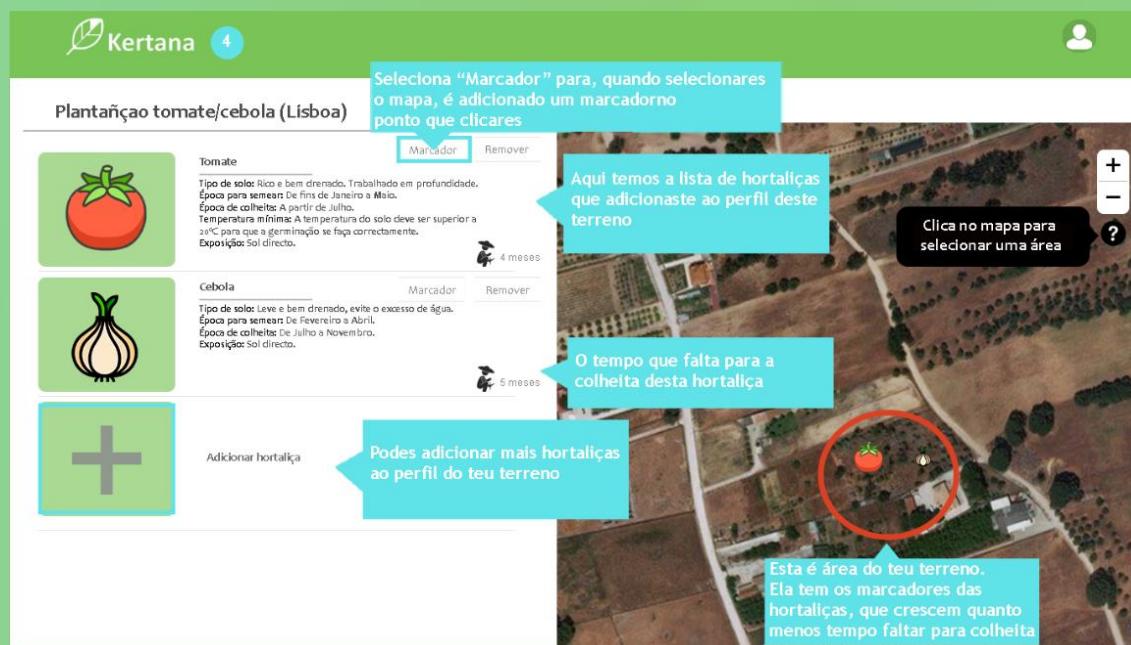 Kertana 4
Seleciona “Marcador” para, quando selecionares
o mapa, é adicionado um marcadorno
ponto que clicares
Plantañçao tomate/cebola (Lisboa)
Marcador Remover
Tomate
Tipo de solo: Rico e bem drenado. Trabalhado em profundidade.
Época para semear: De fins de Janeiro a Maio.
Época de colheita: A partir de Julho.
Temperatura mínima: A temperatura do solo deve ser superior a
20ºC para que a germinação se faça correctamente.
Exposição: Sol directo.
4 meses
Aqui temos a lista de hortaliças
que adicionaste ao perfil deste
terreno
+
−
Clica no mapa para
selecionar uma área
?
Cebola
Marcador Remover
Tipo de solo: Leve e bem drenado, evite o excesso de água.
Época para semear: De Fevereiro a Abril.
Época de colheita: De Julho a Novembro.
Exposição: Sol directo.
5 meses
O tempo que falta para a
colheita desta hortaliça
Adicionar hortaliça
Podes adicionar mais hortaliças
ao perfil do teu terreno
Esta é área do teu terreno.
Ela tem os marcadores das
hortaliças, que crescem quanto
menos tempo faltar para colheita